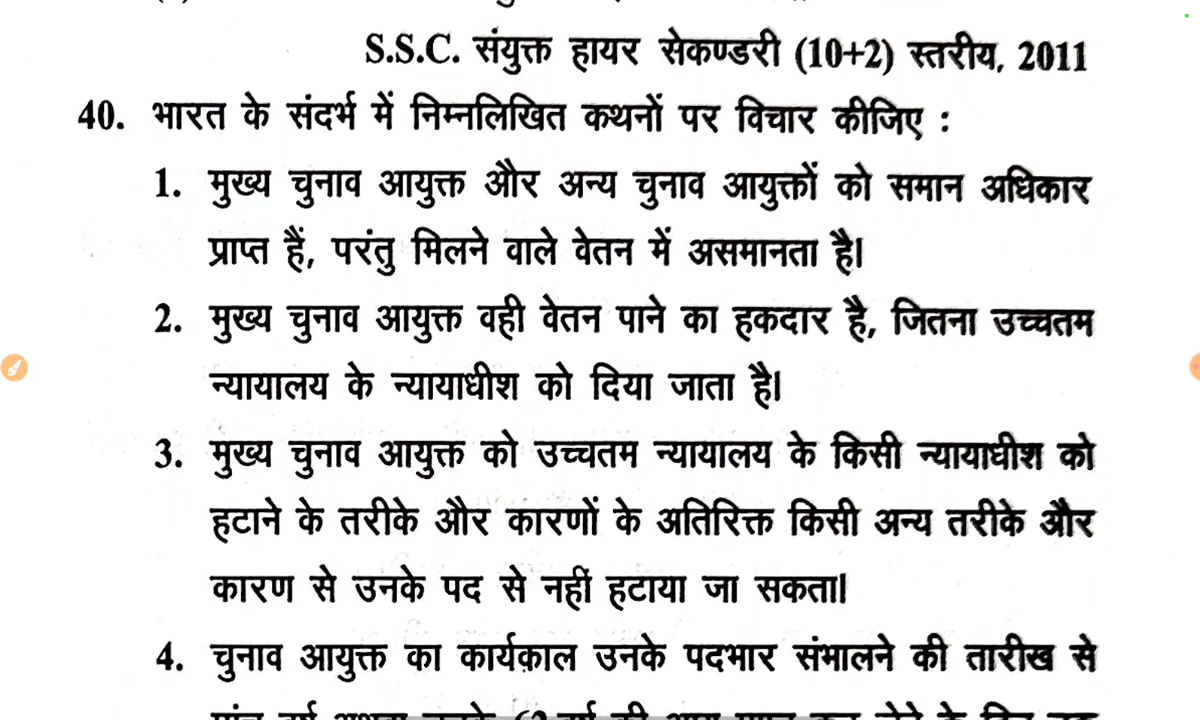 S.S.C. संयुक्त हायर सेकण्डरी (10+2) स्तरीय, 2011
40. भारत के संदर्भ में निम्नलिखित कथनों पर विचार कीजिए :
1. मुख्य चुनाव आयुक्त और अन्य चुनाव आयुक्तों को समान अधिकार
प्राप्त हैं, परंतु मिलने वाले वेतन में असमानता है।
2. मुख्य चुनाव आयुक्त वही वेतन पाने का हकदार है, जितना उच्चतम
न्यायालय के न्यायाधीश को दिया जाता है।
3. मुख्य चुनाव आयुक्त को उच्चतम न्यायालय के किसी न्यायाधीश को
हटाने के तरीके और कारणों के अतिरिक्त किसी अन्य तरीके और
कारण से उनके पद से नहीं हटाया जा सकता।
4. चुनाव आयुक्त का कार्यकाल उनके पदभार संभालने की तारीख से